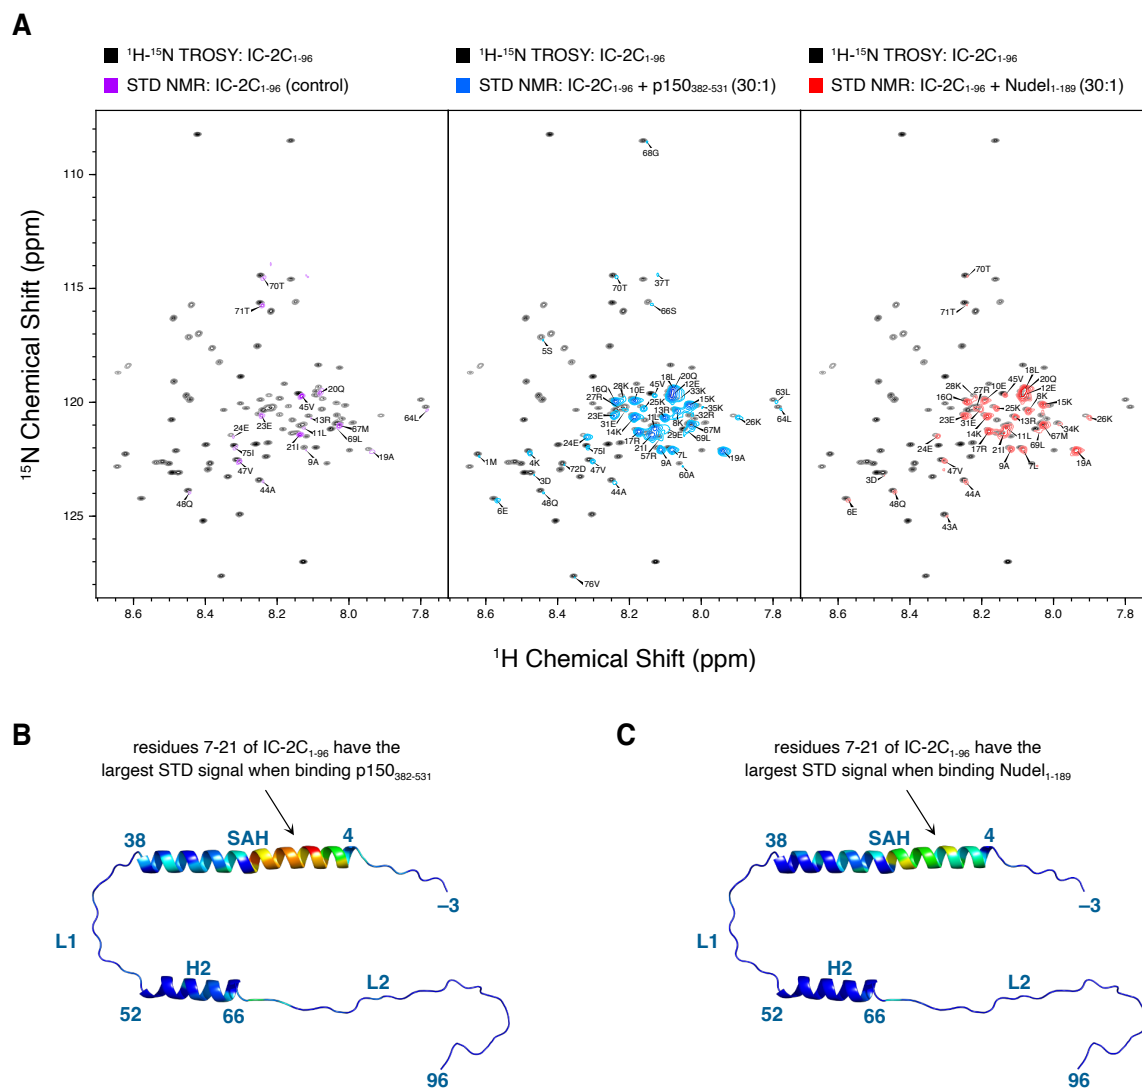 A
¹H-¹⁵N TROSY: IC-2C₁₋₉₆
STD NMR: IC-2C₁₋₉₆ (control)
¹H-¹⁵N TROSY: IC-2C₁₋₉₆
STD NMR: IC-2C₁₋₉₆ + p150₃₈₂₋₅₃₁ (30:1)
¹H-¹⁵N TROSY: IC-2C₁₋₉₆
STD NMR: IC-2C₁₋₉₆ + Nudel₁₋₁₈₉ (30:1)
¹⁵N Chemical Shift (ppm)
110
115
120
125
70T
71T
20Q
45V
23E
13R
64L
67M
24E
11L
69L
75I
21I
9A
19A
47V
44A
48Q
8.6
8.4
8.2
8.0
7.8
68G
70T
37T
66S
5S
18L
20Q
45V
12E
16Q
28K
10E
33K
63L
27R
15K
25K
35K
23E
13R
32R
64L
31E
11L
8K
26K
14K
29E
67M
24E
17R
69L
75I
21I
57R
7L
1M
4K
9A
19A
72D
47V
60A
3D
44A
48Q
6E
76V
8.6
8.4
8.2
8.0
7.8
70T
71T
18L
45V
20Q
10E
12E
28K
27R
8K
16Q
25K
15K
26K
23E
13R
31E
34K
14K
11L
67M
24E
17R
69L
21I
47V
9A
7L
19A
3D
44A
48Q
6E
43A
8.6
8.4
8.2
8.0
7.8
¹H Chemical Shift (ppm)
B
residues 7-21 of IC-2C₁₋₉₆ have the
largest STD signal when binding p150₃₈₂₋₅₃₁
38
SAH
4
–3
L1
H2
L2
52
66
96
C
residues 7-21 of IC-2C₁₋₉₆ have the
largest STD signal when binding Nudel₁₋₁₈₉
38
SAH
4
–3
L1
H2
L2
52
66
96